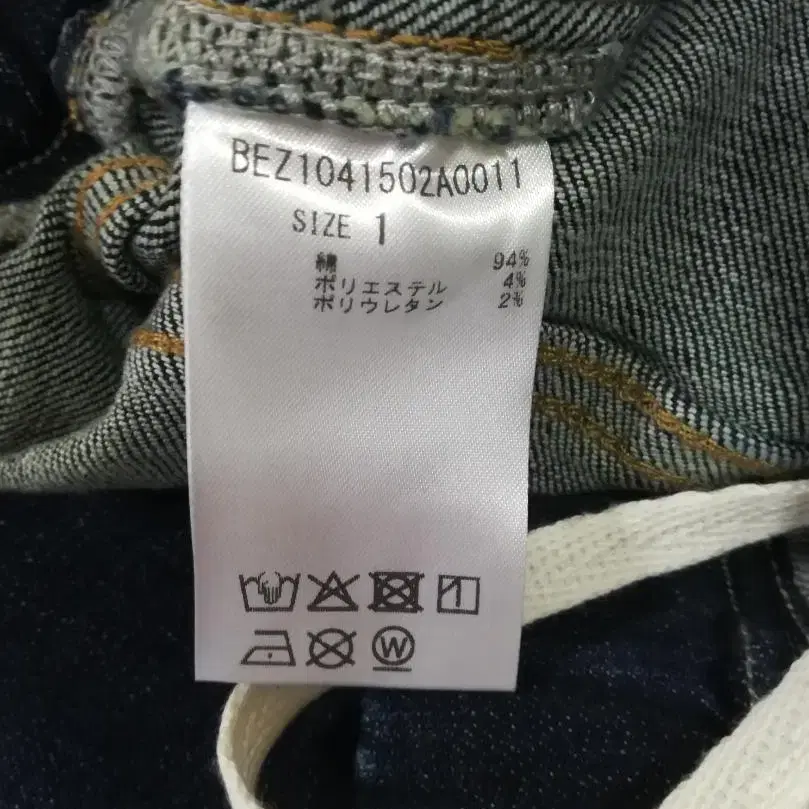 BEZ1041502A0011
SIZE 1
綿 94%
ポリエステル 4%
ポリウレタン 2%
W